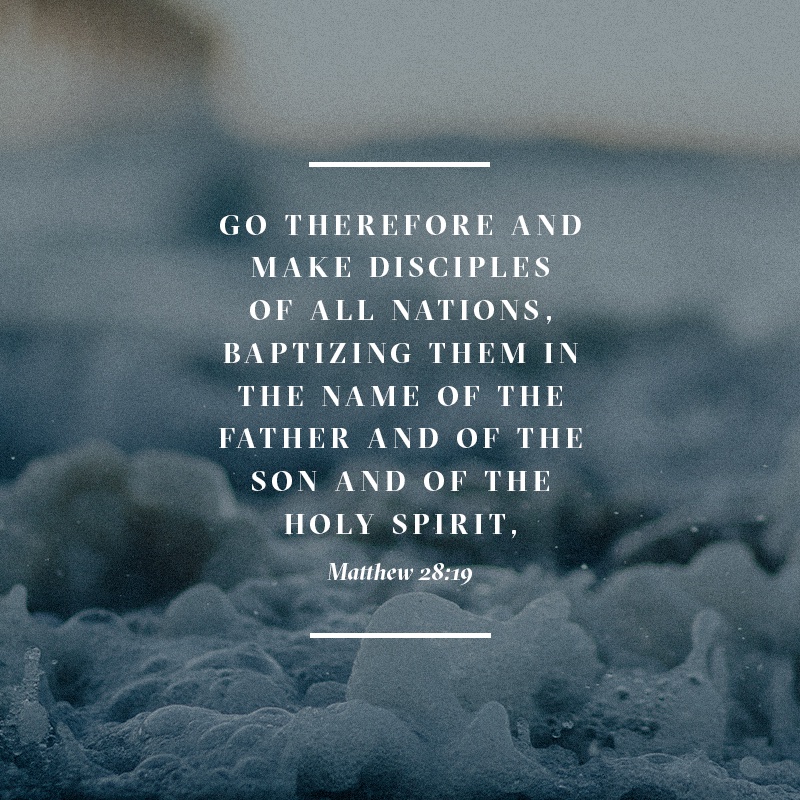 GO THEREFORE AND
MAKE DISCIPLES
OF ALL NATIONS,
BAPTIZING THEM IN
THE NAME OF THE
FATHER AND OF THE
SON AND OF THE
HOLY SPIRIT,
Matthew 28:19